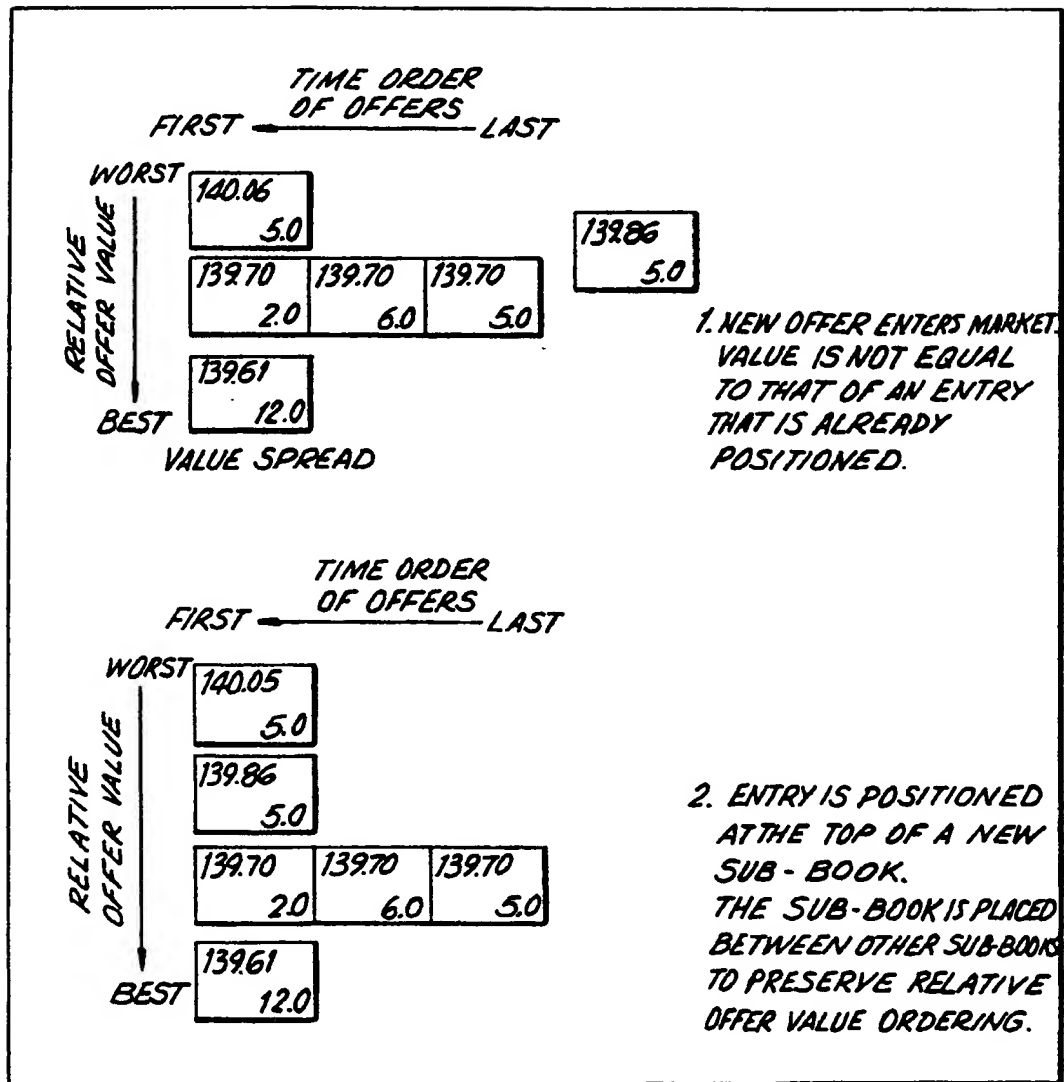 TIME ORDER
OF OFFERS
FIRST LAST
WORST
RELATIVE
OFFER VALUE
140.06
5.0
139.86
5.0
139.70 139.70 139.70
2.0 6.0 5.0
139.61
12.0
BEST
VALUE SPREAD
1. NEW OFFER ENTERS MARKET.
VALUE IS NOT EQUAL
TO THAT OF AN ENTRY
THAT IS ALREADY
POSITIONED.
TIME ORDER
OF OFFERS
FIRST LAST
WORST
RELATIVE
OFFER VALUE
140.05
5.0
139.86
5.0
139.70 139.70 139.70
2.0 6.0 5.0
139.61
12.0
BEST
2. ENTRY IS POSITIONED
AT THE TOP OF A NEW
SUB-BOOK.
THE SUB-BOOK IS PLACED
BETWEEN OTHER SUB-BOOKS
TO PRESERVE RELATIVE
OFFER VALUE ORDERING.